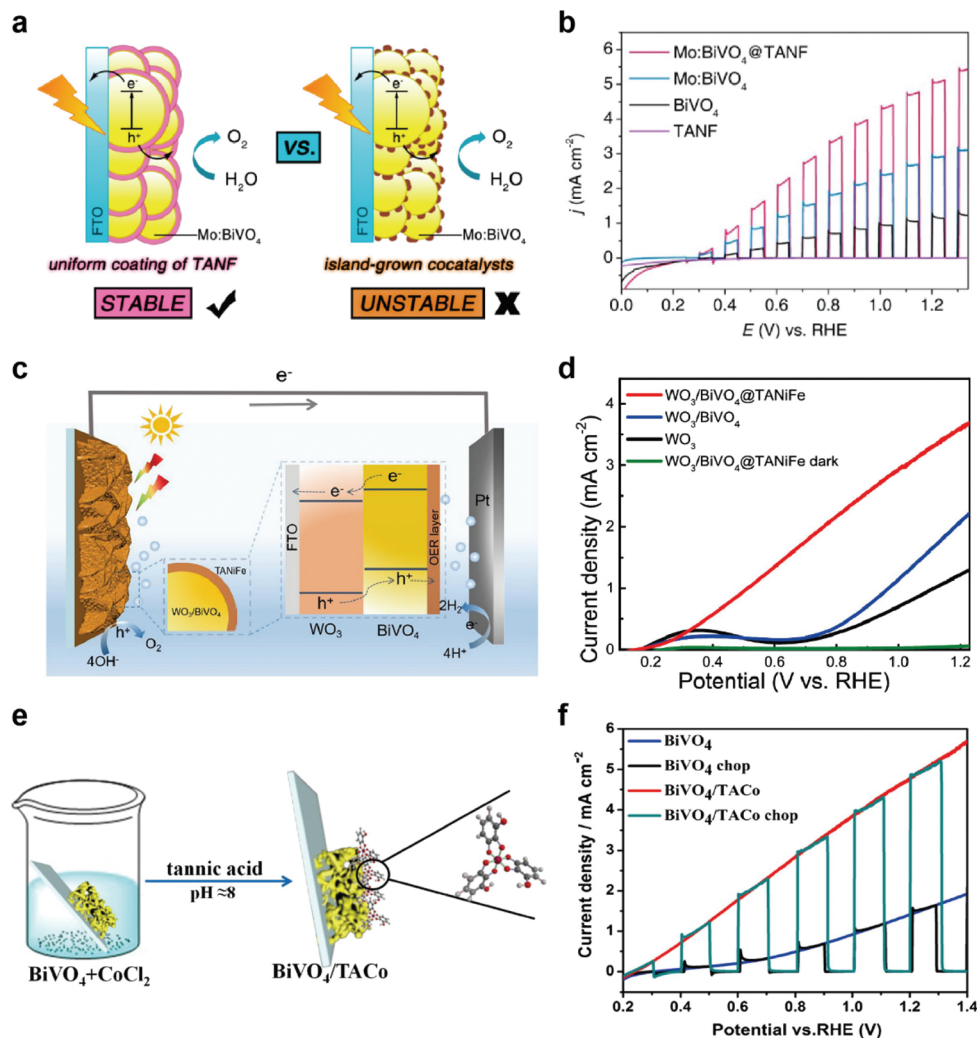 a
e⁻
h⁺
O₂
H₂O
FTO
Mo:BiVO₄
uniform coating of TANF
STABLE
vs.
e⁻
h⁺
O₂
H₂O
FTO
Mo:BiVO₄
island-grown cocatalysts
UNSTABLE X
b
Mo:BiVO₄@TANF
Mo:BiVO₄
BiVO₄
TANF
j (mA cm⁻²)
6
5
4
3
2
1
0
0.0 0.2 0.4 0.6 0.8 1.0 1.2
E (V) vs. RHE
c
e⁻
TANiFe
WO₃/BiVO₄
h⁺
O₂
4OH⁻
FTO
e⁻
e⁻
h⁺
h⁺
OER layer
WO₃ BiVO₄
Pt
2H₂
e⁻
4H⁺
d
WO₃/BiVO₄@TANiFe
WO₃/BiVO₄
WO₃
WO₃/BiVO₄@TANiFe dark
Current density (mA cm⁻²)
4
3
2
1
0
0.2 0.4 0.6 0.8 1.0 1.2
Potential (V vs. RHE)
e
tannic acid
pH ≈8
BiVO₄+CoCl₂
BiVO₄/TACo
f
BiVO₄
BiVO₄ chop
BiVO₄/TACo
BiVO₄/TACo chop
Current density / mA cm⁻²
6
5
4
3
2
1
0
0.2 0.4 0.6 0.8 1.0 1.2 1.4
Potential vs.RHE (V)